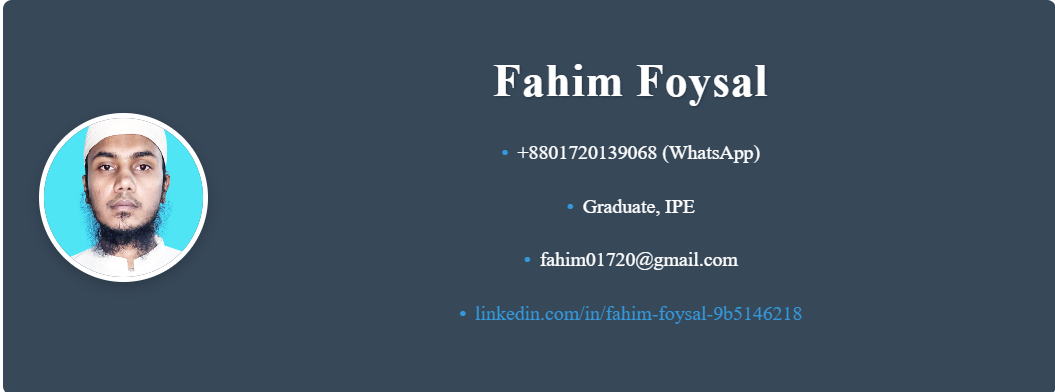 Fahim Foysal
• +8801720139068 (WhatsApp)
• Graduate, IPE
• fahim01720@gmail.com
• linkedin.com/in/fahim-foysal-9b5146218